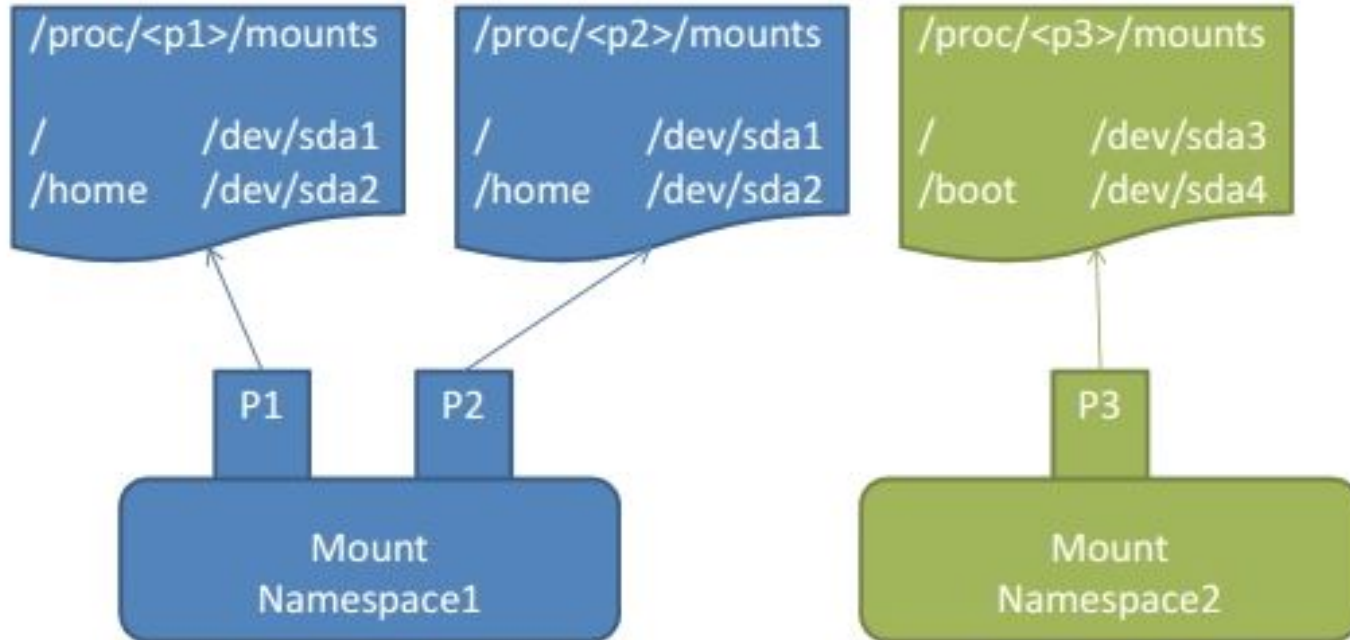 /proc/<p1>/mounts
/ /dev/sda1
/home /dev/sda2
/proc/<p2>/mounts
/ /dev/sda1
/home /dev/sda2
/proc/<p3>/mounts
/ /dev/sda3
/boot /dev/sda4
P1
P2
P3
Mount
Namespace1
Mount
Namespace2